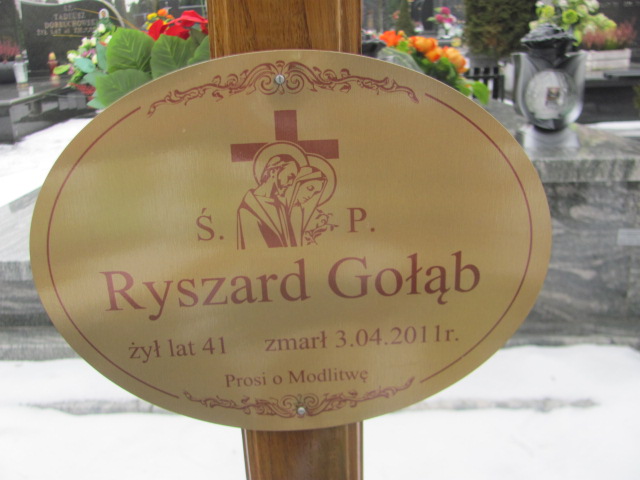 Ś. P.
Ryszard Gołąb
żył lat 41 zmarł 3.04.2011r.
Prosi o Modlitwę